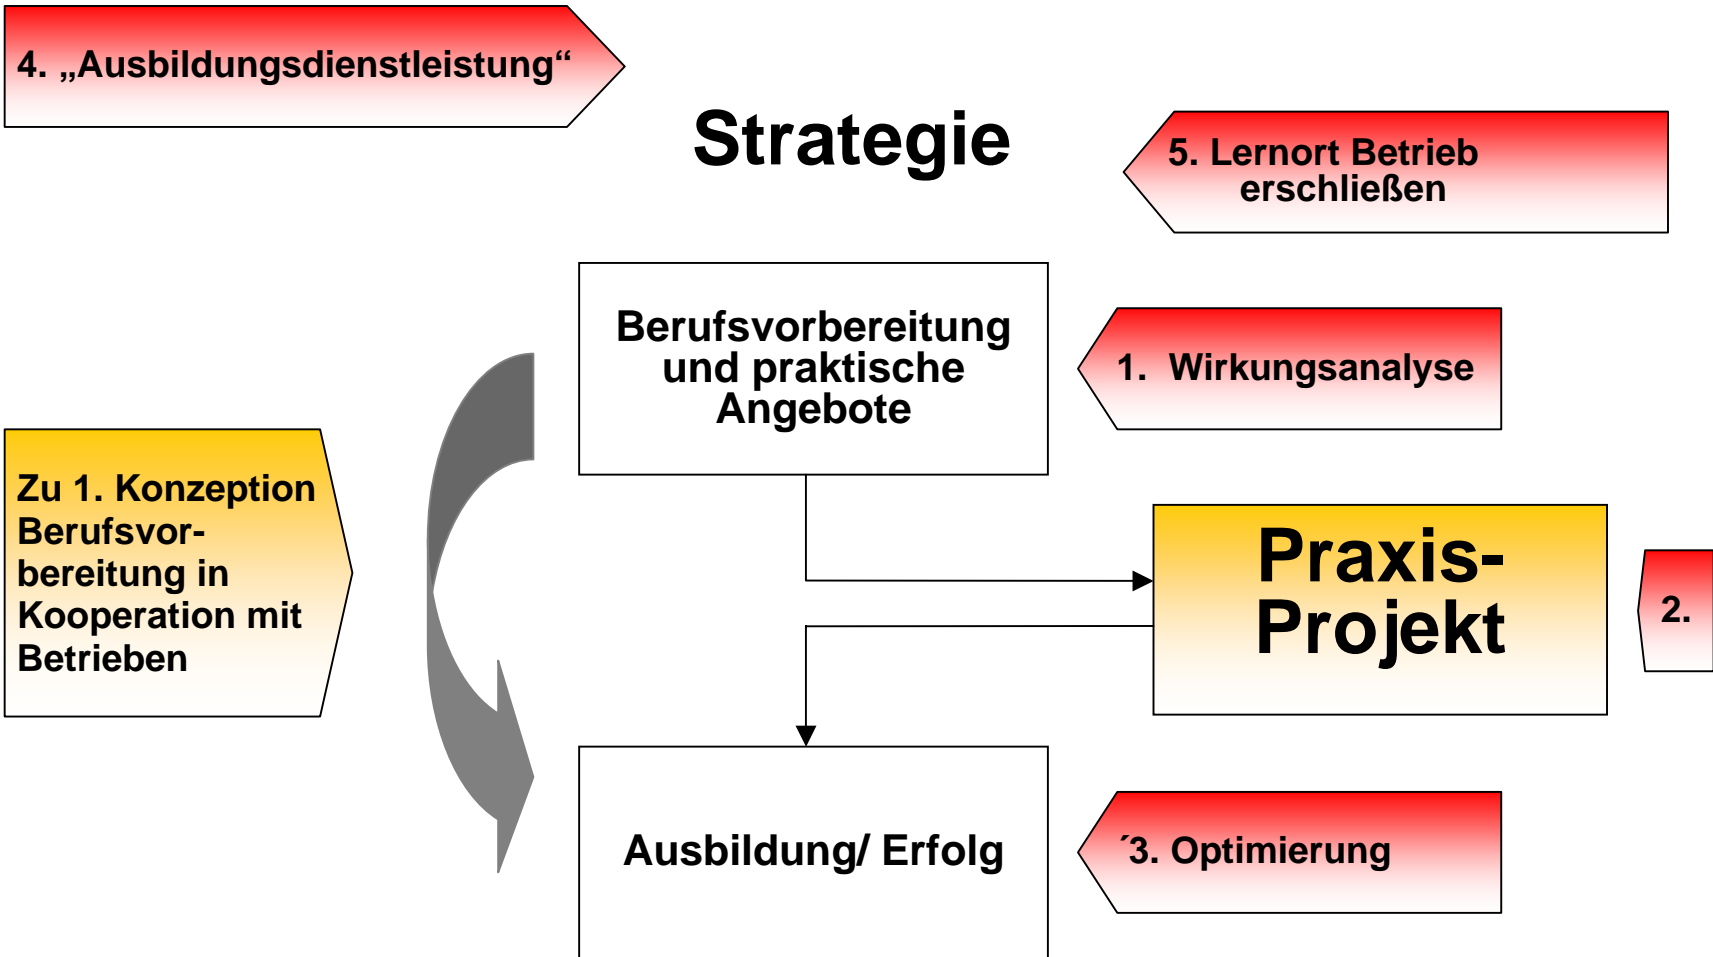 4. „Ausbildungsdienstleistung“
Strategie
5. Lernort Betrieb
erschließen
Berufsvorbereitung
und praktische
Angebote
1. Wirkungsanalyse
Zu 1. Konzeption
Berufsvor-
bereitung in
Kooperation mit
Betrieben
Praxis-
Projekt
2.
Ausbildung/ Erfolg
´3. Optimierung